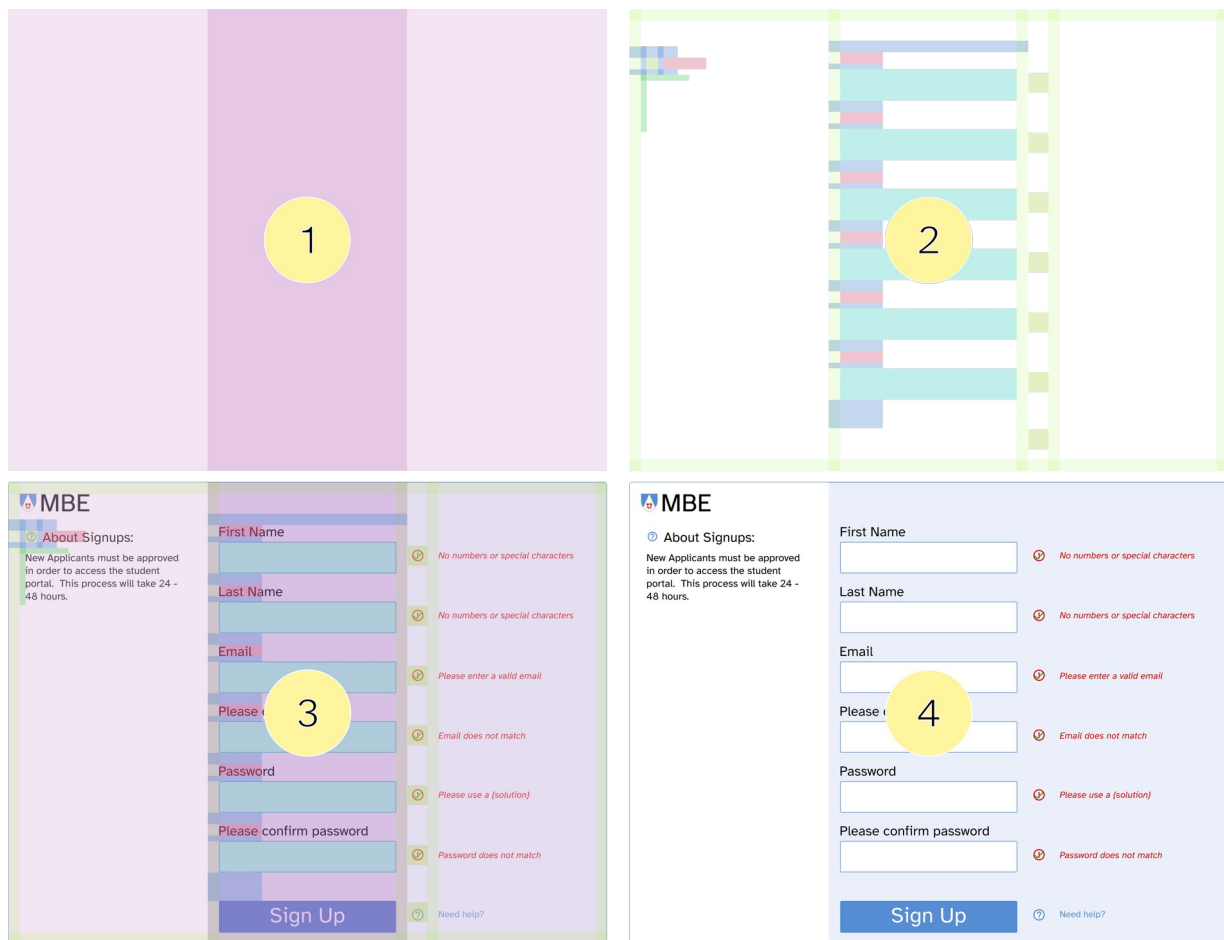 1
2
MBE
About Signups:
New Applicants must be approved
in order to access the student
portal. This process will take 24 -
48 hours.
First Name
No numbers or special characters
Last Name
No numbers or special characters
Email
Please enter a valid email
Please
3
Email does not match
Password
Please use a {solution}
Please confirm password
Password does not match
Sign Up
Need help?
MBE
About Signups:
New Applicants must be approved
in order to access the student
portal. This process will take 24 -
48 hours.
First Name
No numbers or special characters
Last Name
No numbers or special characters
Email
Please enter a valid email
Please
4
Email does not match
Password
Please use a {solution}
Please confirm password
Password does not match
Sign Up
Need help?